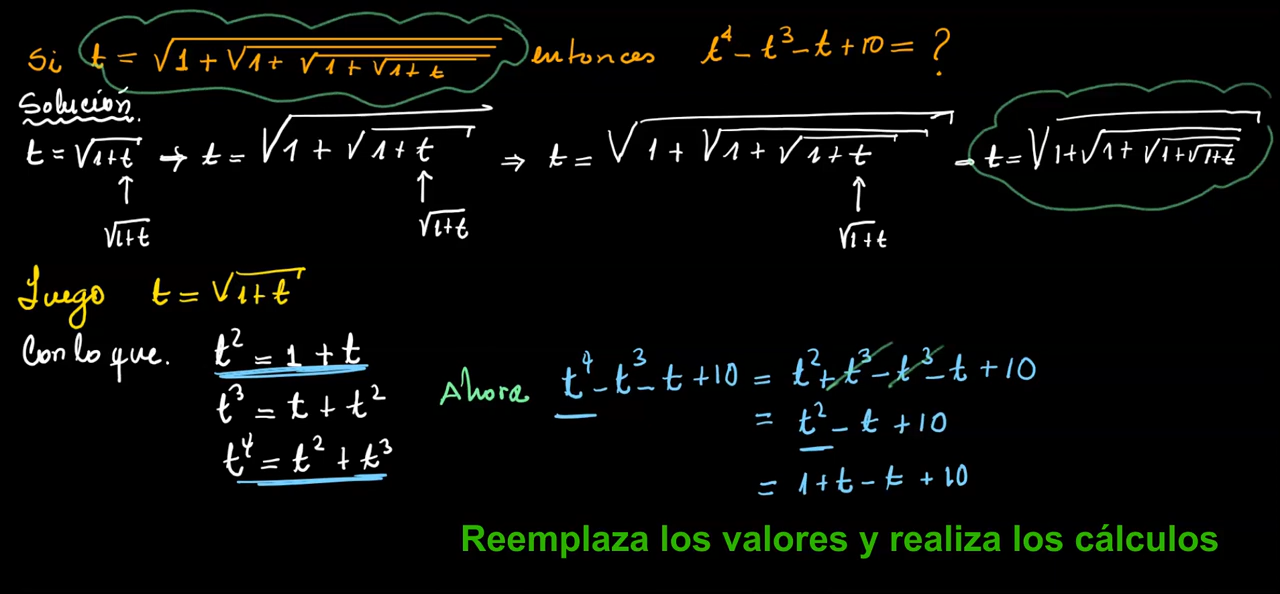 Si t = √(1 + √(1 + √(1 + √(1 + t)))) entonces t⁴ - t³ - t + 10 = ?
Solución.
t = √(1+t) → t = √(1 + √(1 + t)) ⇒ t = √(1 + √(1 + √(1 + t))) → t = √(1 + √(1 + √(1 + √(1+t))))
↑ ↑ ↑
√(1+t) √(1+t) √(1+t)
Luego t = √(1+t)
Con lo que. t² = 1 + t
t³ = t + t²
t⁴ = t² + t³
Ahora t⁴ - t³ - t + 10 = t² + t³ - t³ - t + 10
= t² - t + 10
= 1 + t - t + 10
Reemplaza los valores y realiza los cálculos